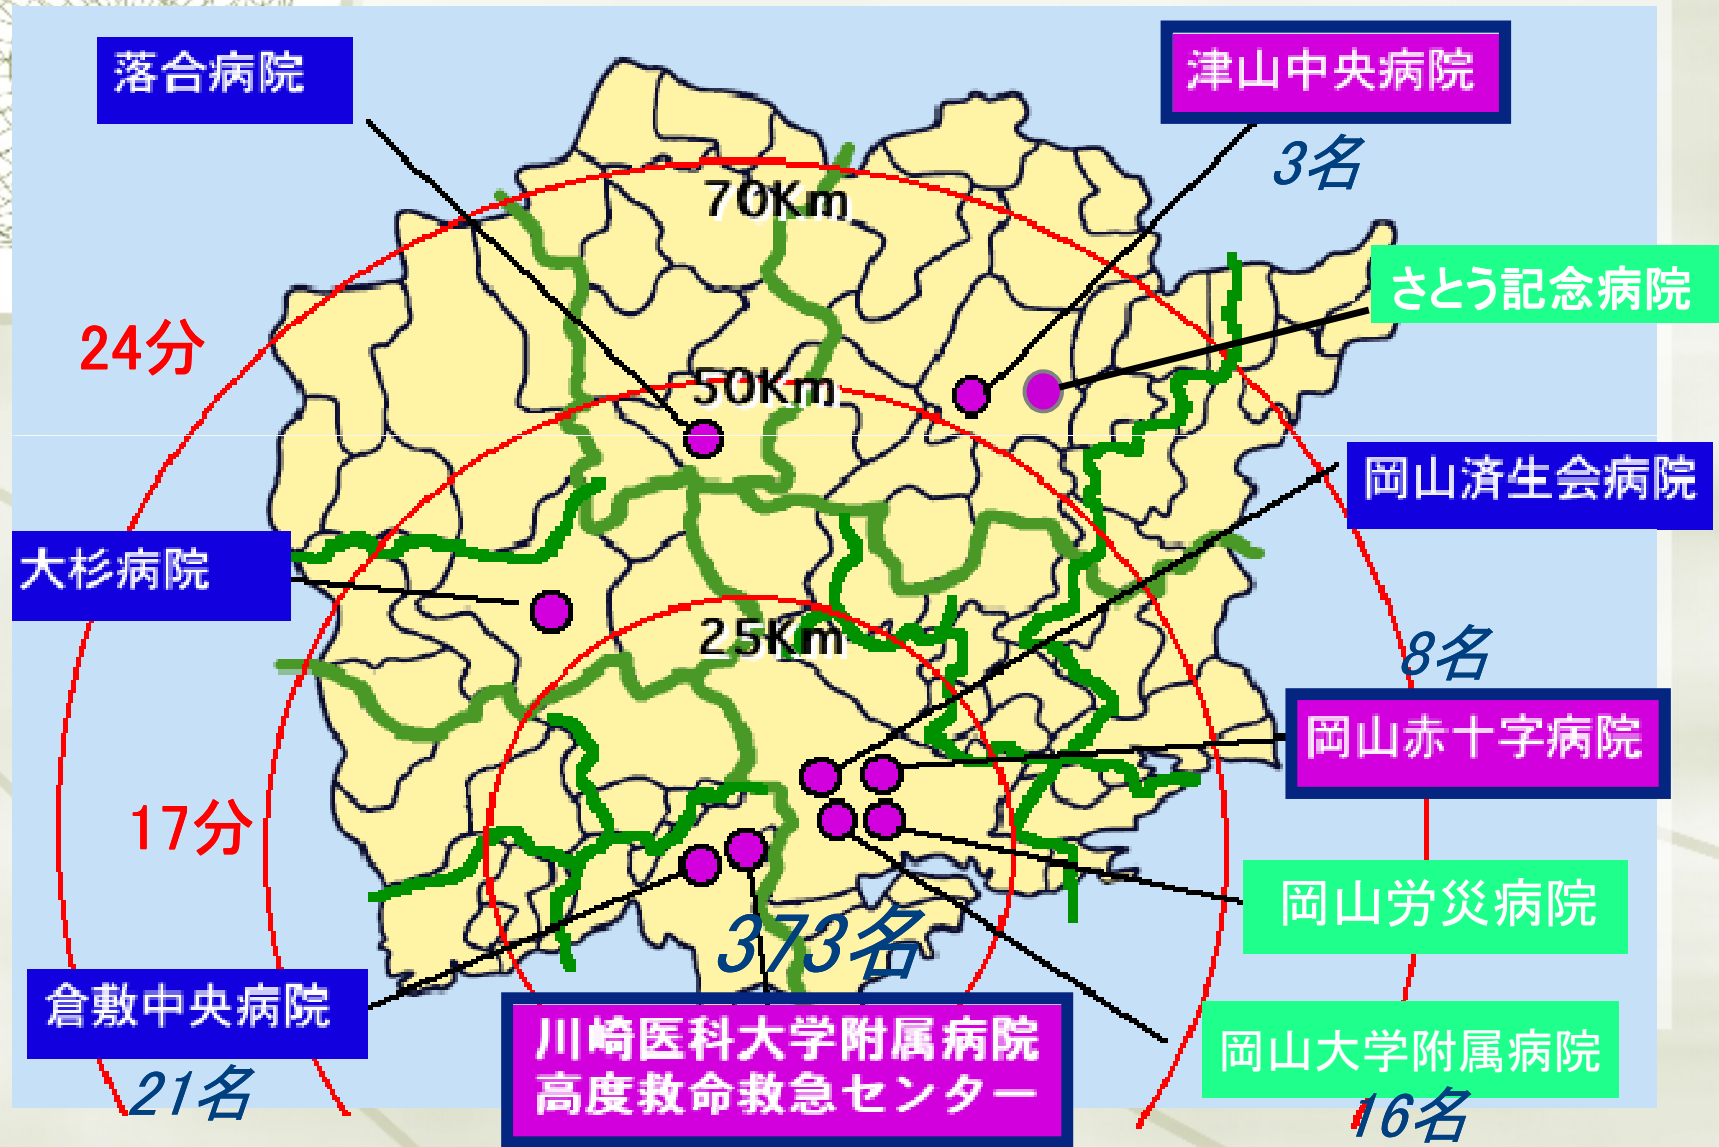 落合病院
津山中央病院
3名
70Km
さとう記念病院
24分
50Km
岡山済生会病院
大杉病院
25Km
8名
岡山赤十字病院
17分
岡山労災病院
373名
倉敷中央病院
21名
川崎医科大学附属病院
高度救命救急センター
岡山大学附属病院
16名